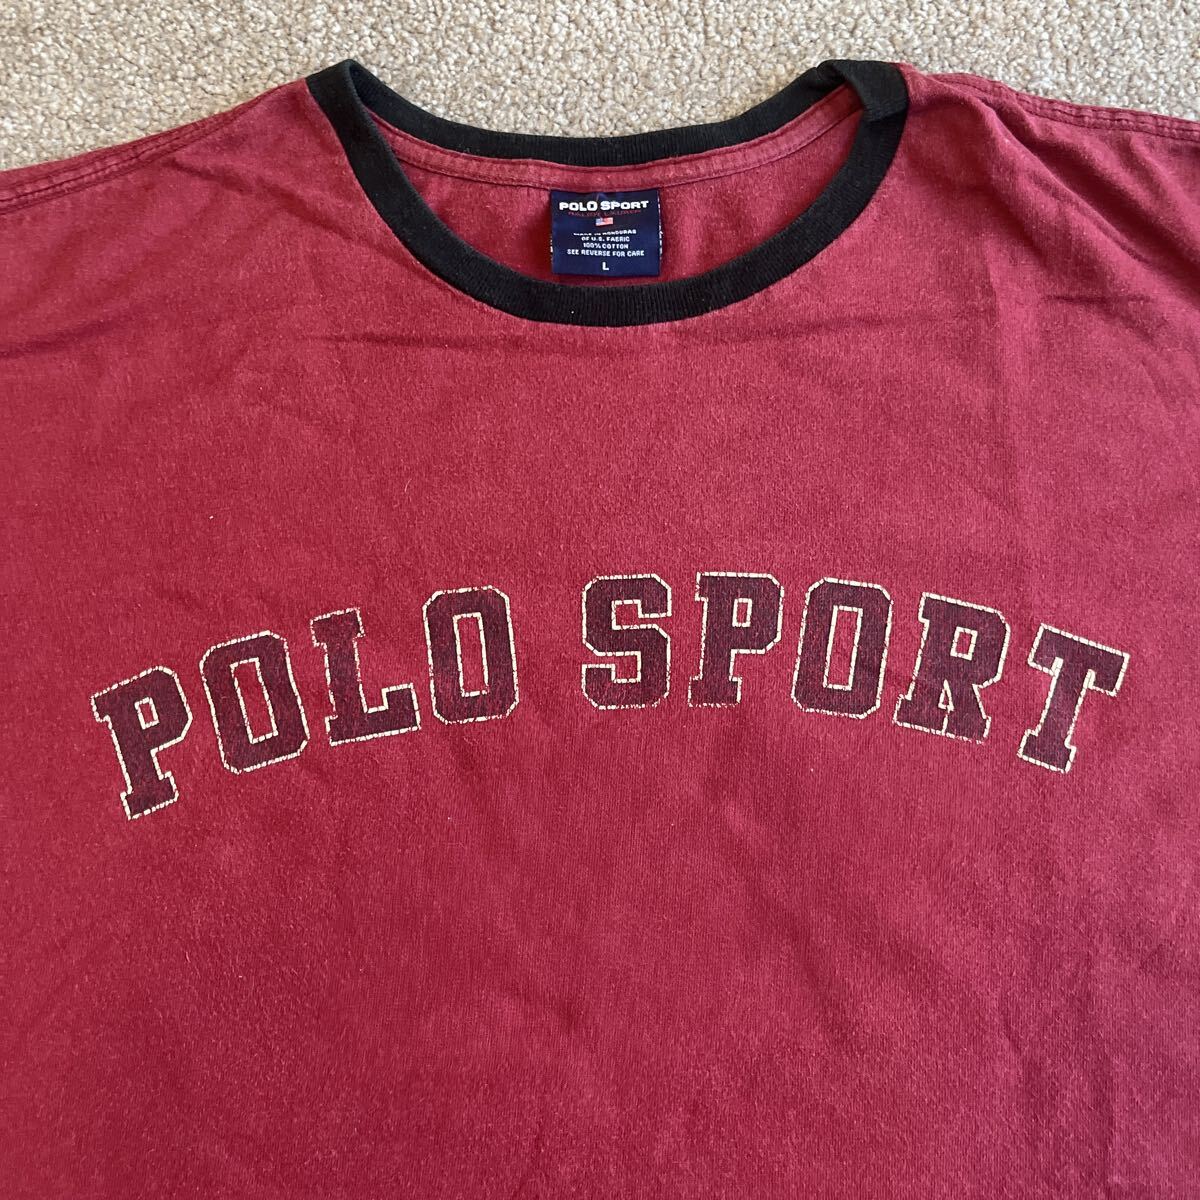 POLO SPORT
RALPH LAUREN
MADE IN HONDURAS
OF U.S. FABRIC
100% COTTON
SEE REVERSE FOR CARE
L
POLO SPORT